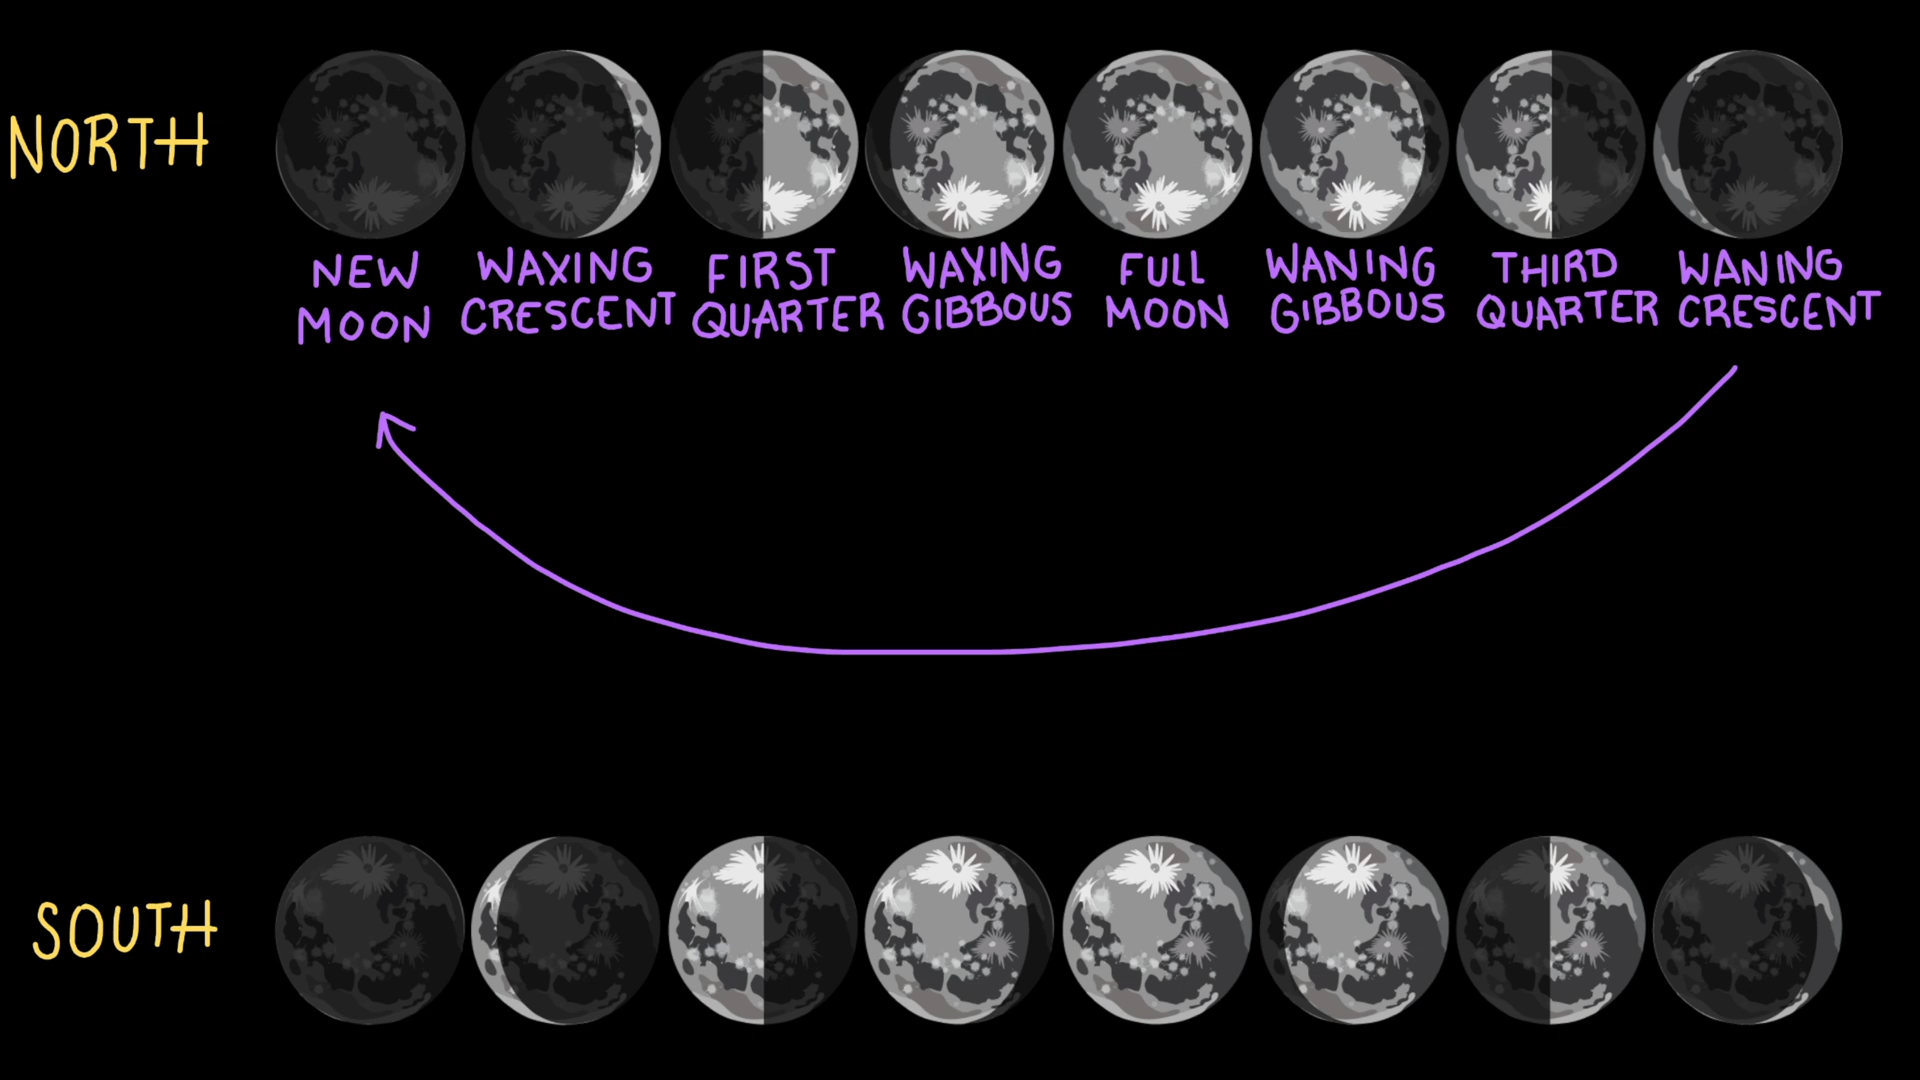 NORTH
NEW
MOON
WAXING
CRESCENT
FIRST
QUARTER
WAXING
GIBBOUS
FULL
MOON
WANING
GIBBOUS
THIRD
QUARTER
WANING
CRESCENT
SOUTH